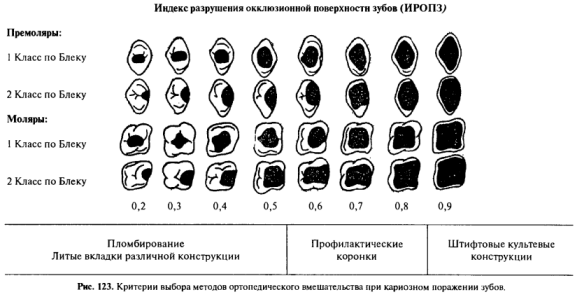 Индекс разрушения окклюзионной поверхности зубов (ИРОПЗ)
Премоляры:
1 Класс по Блеку
2 Класс по Блеку
Моляры:
1 Класс по Блеку
2 Класс по Блеку
0,2 0,3 0,4 0,5 0,6 0,7 0,8 0,9
Пломбирование
Литые вкладки различной конструкции
Профилактические
коронки
Штифтовые культевые
конструкции
Рис. 123. Критерии выбора методов ортопедического вмешательства при кариозном поражении зубов.